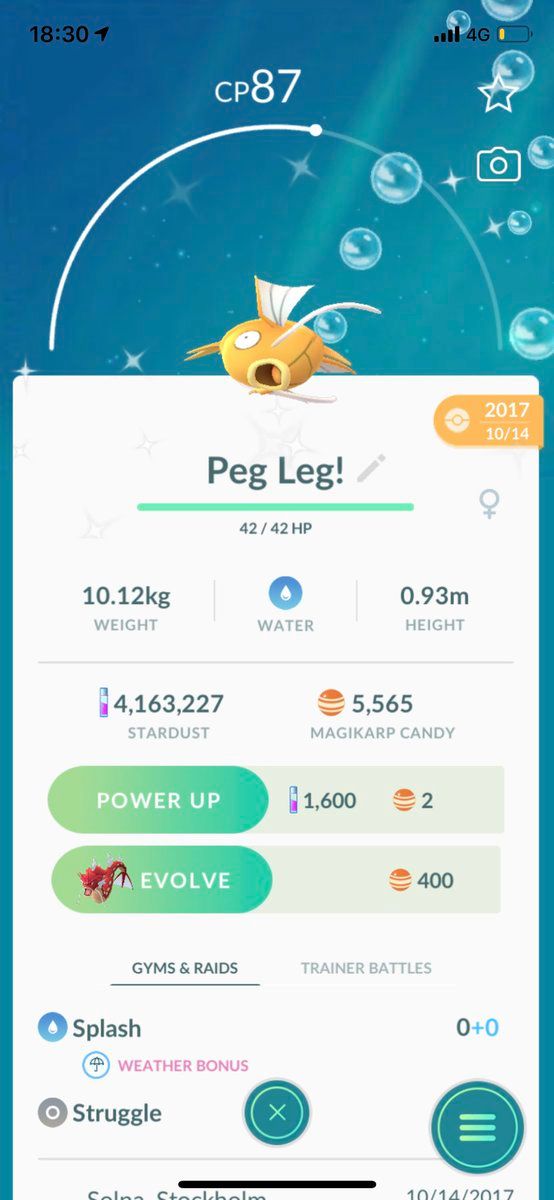 18:30
4G
CP87
2017
10/14
Peg Leg!
42 / 42 HP
10.12kg
WEIGHT
WATER
0.93m
HEIGHT
4,163,227
STARDUST
5,565
MAGIKARP CANDY
POWER UP
1,600
2
EVOLVE
400
GYMS & RAIDS
TRAINER BATTLES
Splash
0+0
WEATHER BONUS
Struggle
Solna, Stockholm
10/14/2017